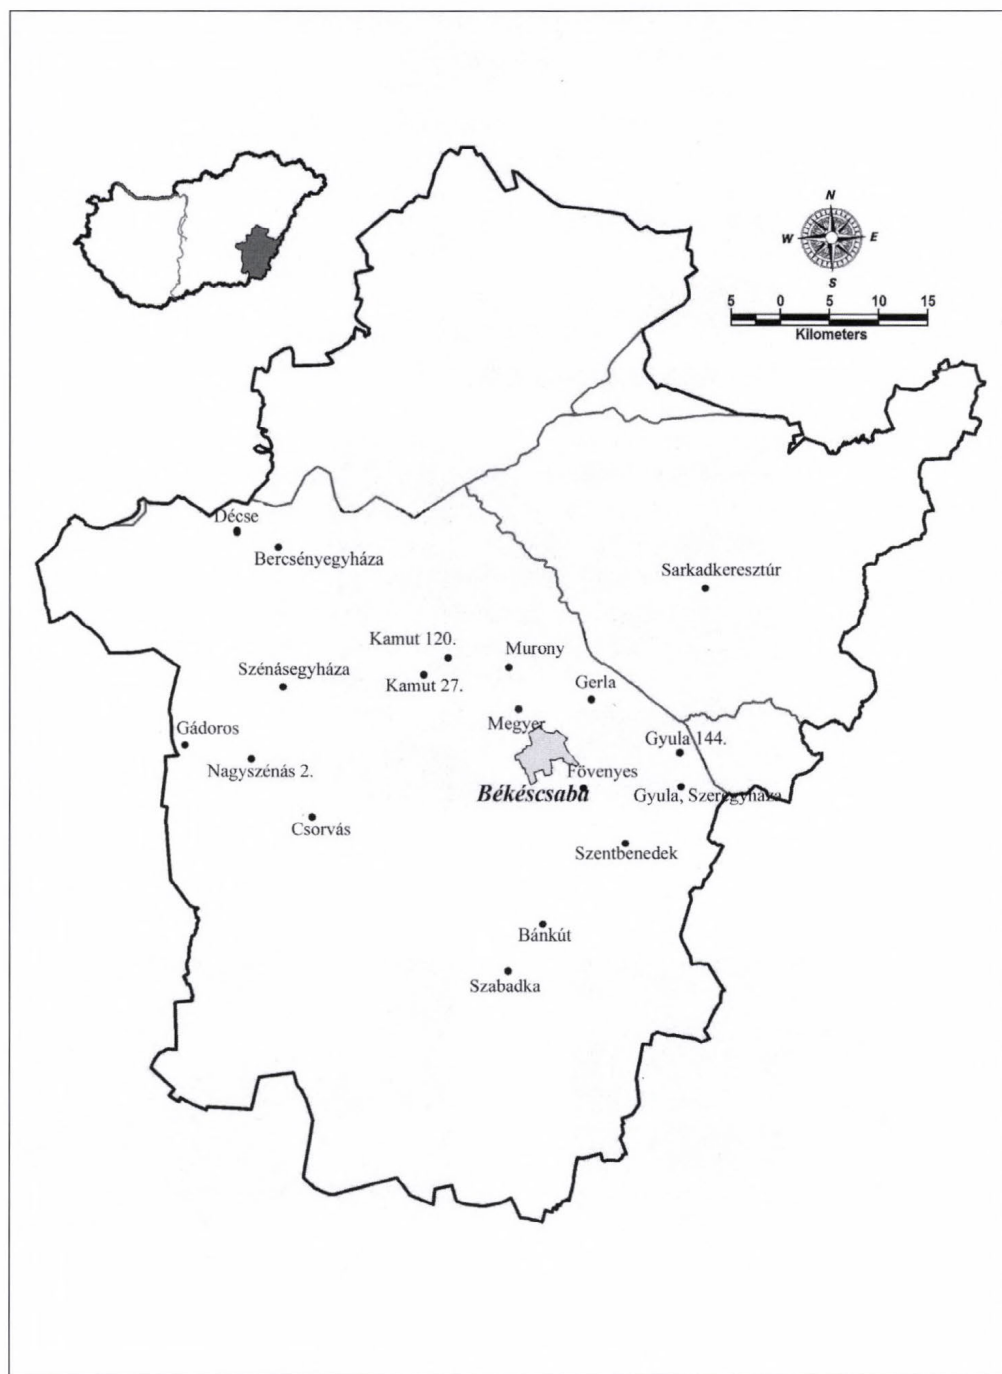 N
W E
S
5 0 5 10 15
Kilometers
Décse
Bercsényegyháza
Sarkadkeresztúr
Kamut 120.
Murony
Szénásegyháza
Kamut 27.
Gerla
Megyer
Gádoros
Gyula 144.
Nagyszénás 2.
Fövenyes
Békéscsaba
Gyula, Szeregyháza
Csorvás
Szentbenedek
Bánkút
Szabadka